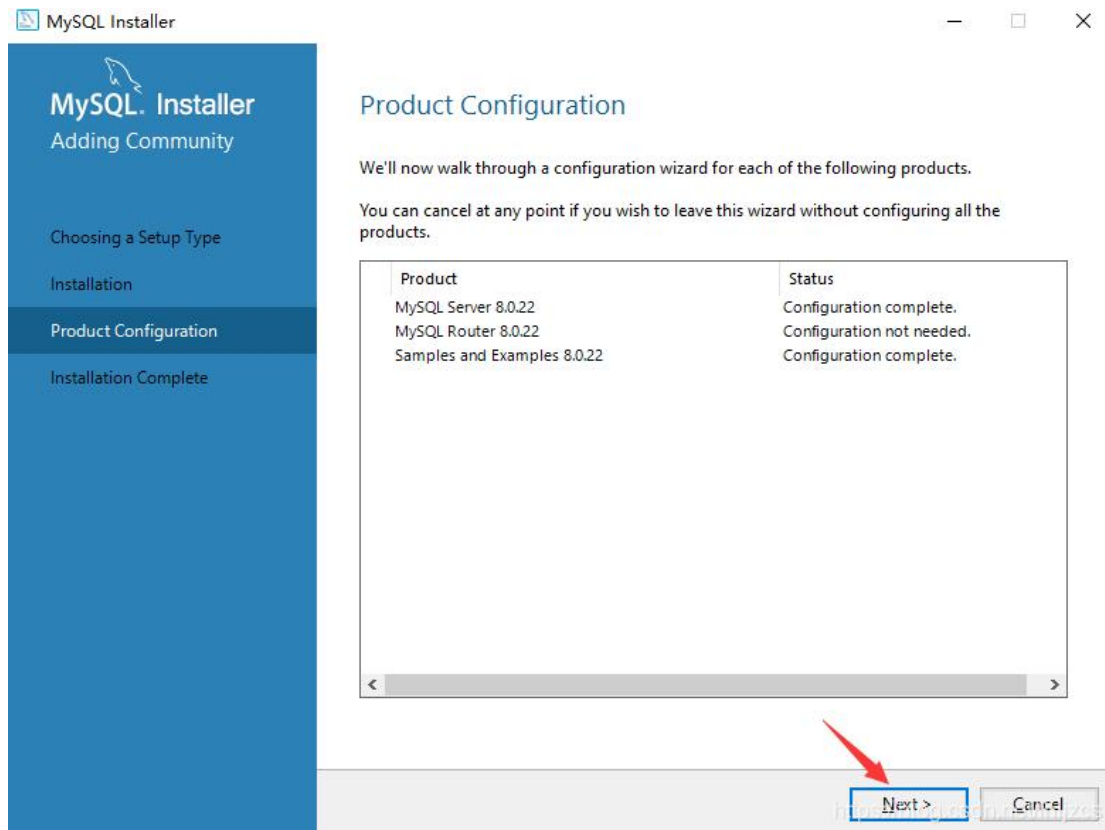 MySQL Installer
MySQL. Installer
Adding Community
Choosing a Setup Type
Installation
Product Configuration
Installation Complete
Product Configuration
We'll now walk through a configuration wizard for each of the following products.
You can cancel at any point if you wish to leave this wizard without configuring all the
products.
Product Status
MySQL Server 8.0.22 Configuration complete.
MySQL Router 8.0.22 Configuration not needed.
Samples and Examples 8.0.22 Configuration complete.
Next > Cancel